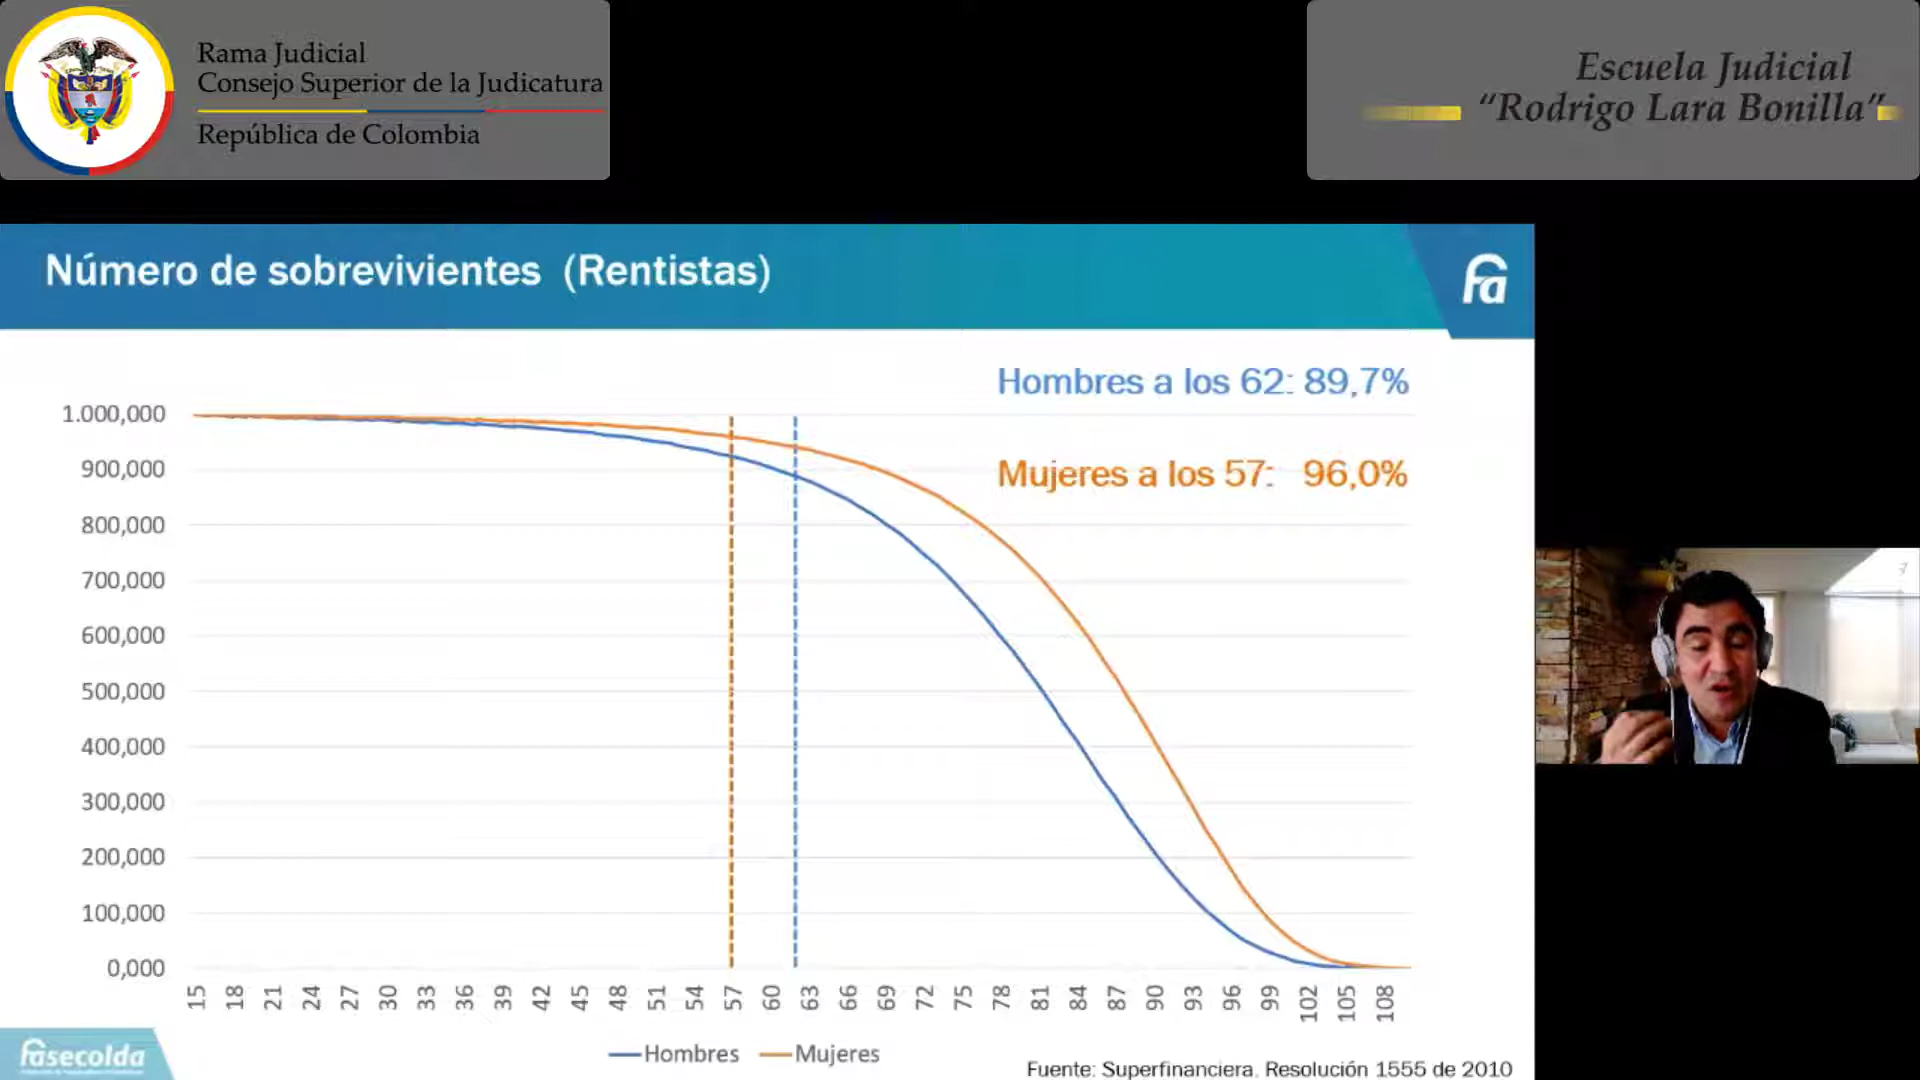 Rama Judicial
Consejo Superior de la Judicatura
República de Colombia
Escuela Judicial
“Rodrigo Lara Bonilla”
Número de sobrevivientes (Rentistas)
fa
Hombres a los 62: 89,7%
Mujeres a los 57: 96,0%
1.000,000
900,000
800,000
700,000
600,000
500,000
400,000
300,000
200,000
100,000
0,000
15 18 21 24 27 30 33 36 39 42 45 48 51 54 57 60 63 66 69 72 75 78 81 84 87 90 93 96 99 102 105 108
Hombres Mujeres
fasecolda
Fuente: Superfinanciera. Resolución 1555 de 2010